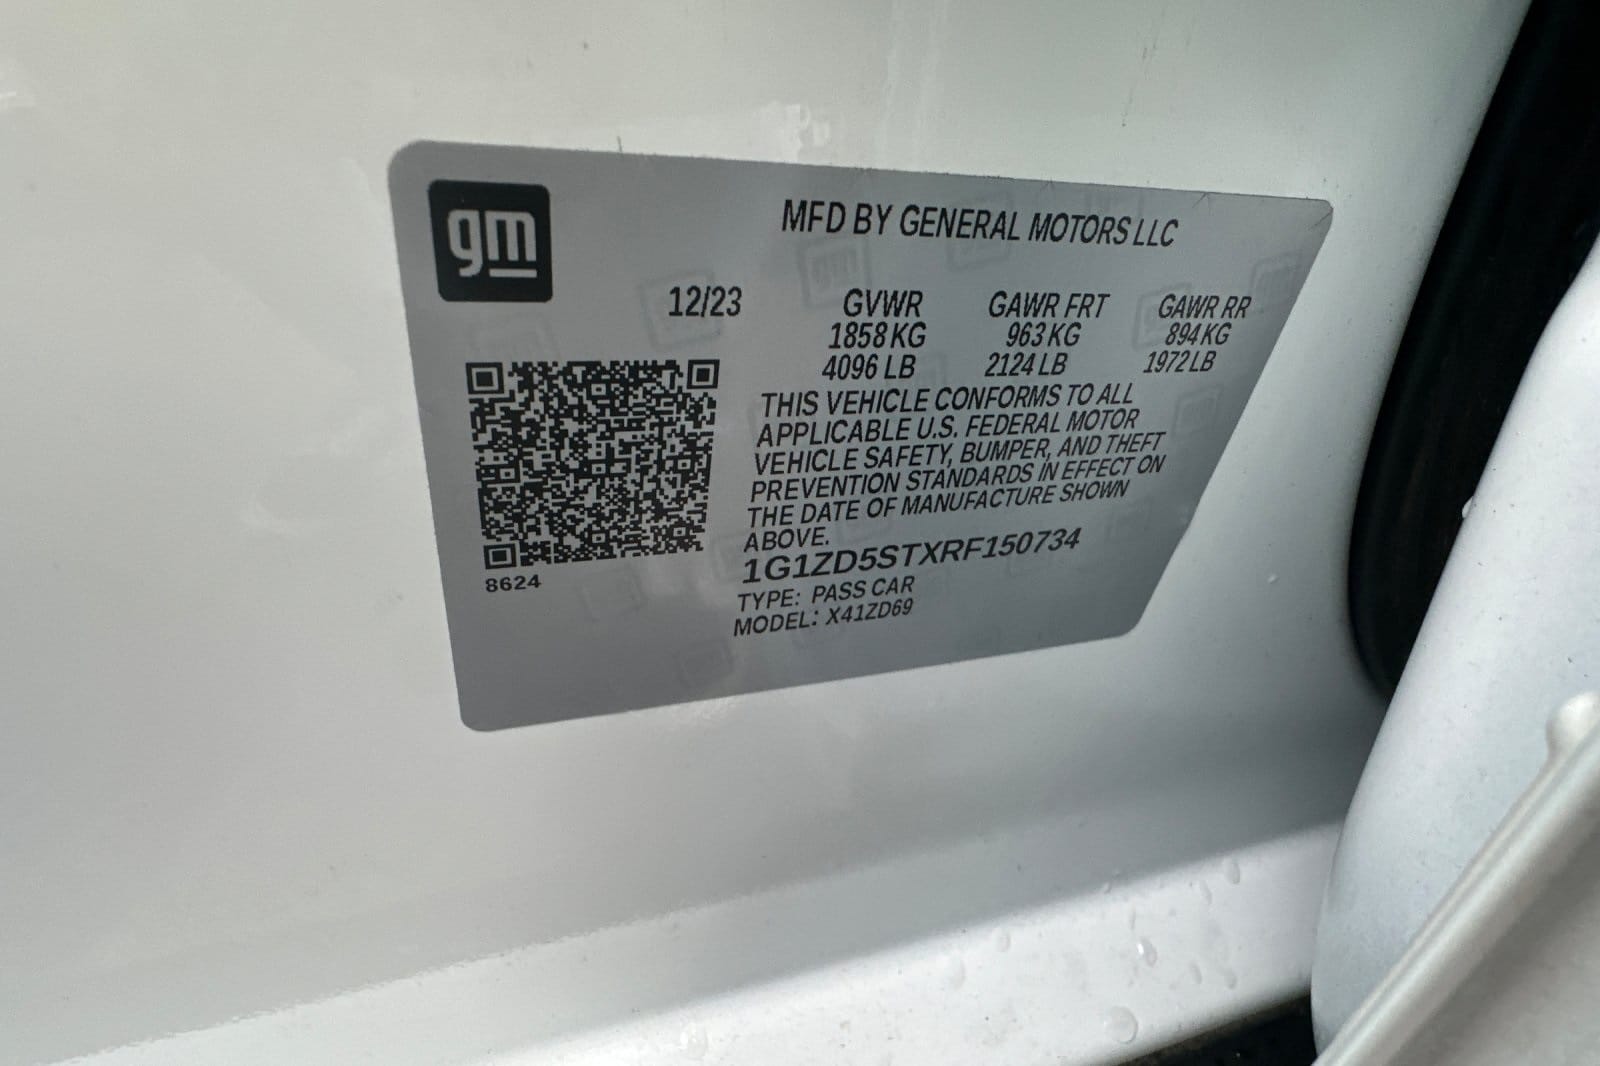 gm
MFD BY GENERAL MOTORS LLC
12/23 GVWR GAWR FRT GAWR RR
1858 KG 963 KG 894 KG
4096 LB 2124 LB 1972 LB
THIS VEHICLE CONFORMS TO ALL
APPLICABLE U.S. FEDERAL MOTOR
VEHICLE SAFETY, BUMPER, AND THEFT
PREVENTION STANDARDS IN EFFECT ON
THE DATE OF MANUFACTURE SHOWN
ABOVE.
1G1ZD5STXRF150734
TYPE: PASS CAR
MODEL: X41ZD69
8624